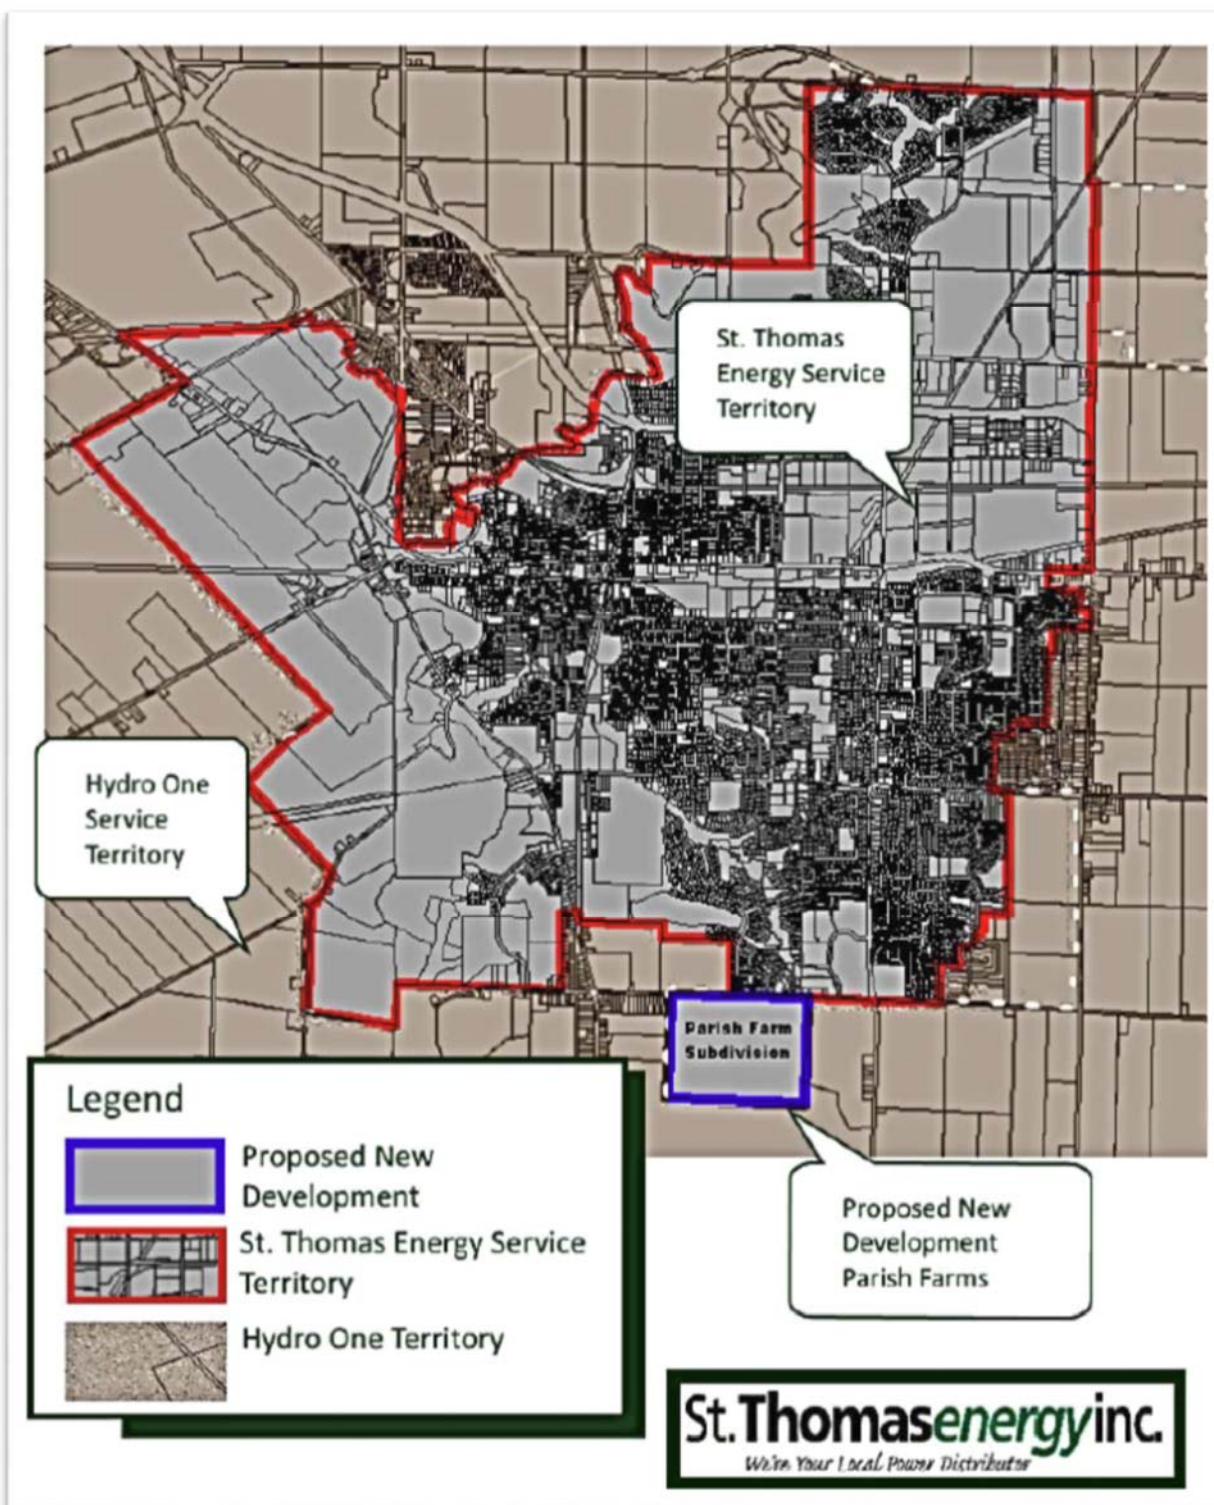 St. Thomas
Energy Service
Territory
Hydro One
Service
Territory
Parish Farm
Subdivision
Legend
Proposed New
Development
St. Thomas Energy Service
Territory
Hydro One Territory
Proposed New
Development
Parish Farms
St.Thomasenergyinc.
We're Your Local Power Distributor